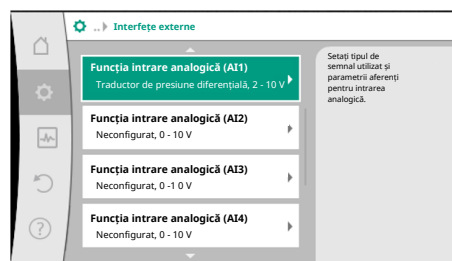 ..▸ Interfețe externe
Funcția intrare analogică (AI1)
Traductor de presiune diferențială, 2 - 10 V
Funcția intrare analogică (AI2)
Neconfigurat, 0 - 10 V
Funcția intrare analogică (AI3)
Neconfigurat, 0 -1 0 V
Funcția intrare analogică (AI4)
Neconfigurat, 0 - 10 V
Setați tipul de
semnal utilizat și
parametrii aferenți
pentru intrarea
analogică.